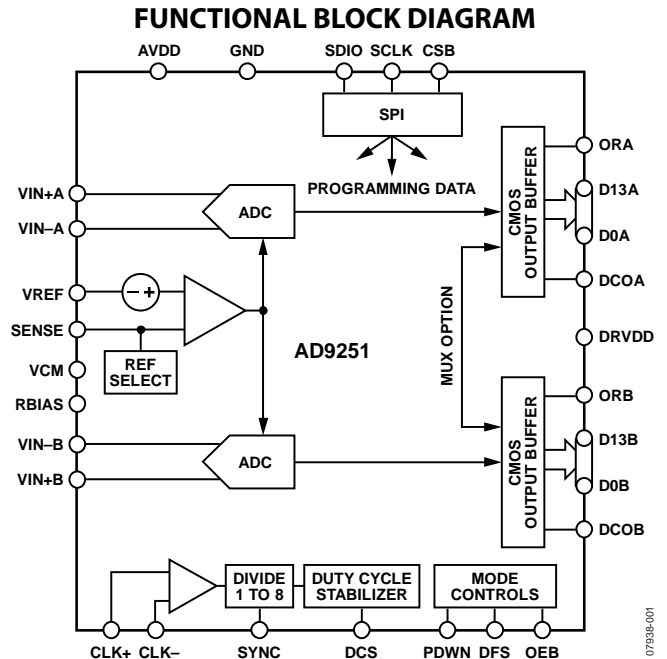 FUNCTIONAL BLOCK DIAGRAM
AVDD GND SDIO SCLK CSB
SPI
PROGRAMMING DATA
ORA
VIN+A
ADC
CMOS
OUTPUT BUFFER
D13A
VIN–A
D0A
VREF
– +
DCOA
SENSE
REF
SELECT
AD9251
MUX OPTION
DRVDD
VCM
RBIAS
ORB
VIN–B
ADC
CMOS
OUTPUT BUFFER
D13B
VIN+B
D0B
DCOB
DIVIDE
1 TO 8
DUTY CYCLE
STABILIZER
MODE
CONTROLS
CLK+ CLK– SYNC DCS PDWN DFS OEB
07938-001